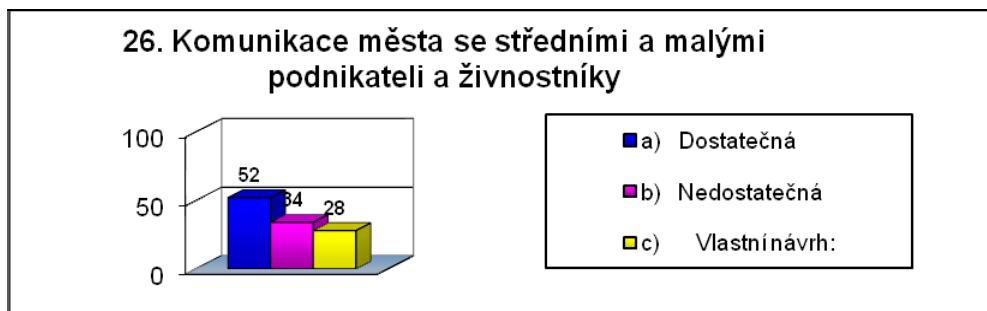 26. Komunikace města se středními a malými
podnikateli a živnostníky
100
50
0
52
34
28
a) Dostatečná
b) Nedostatečná
c) Vlastní návrh: